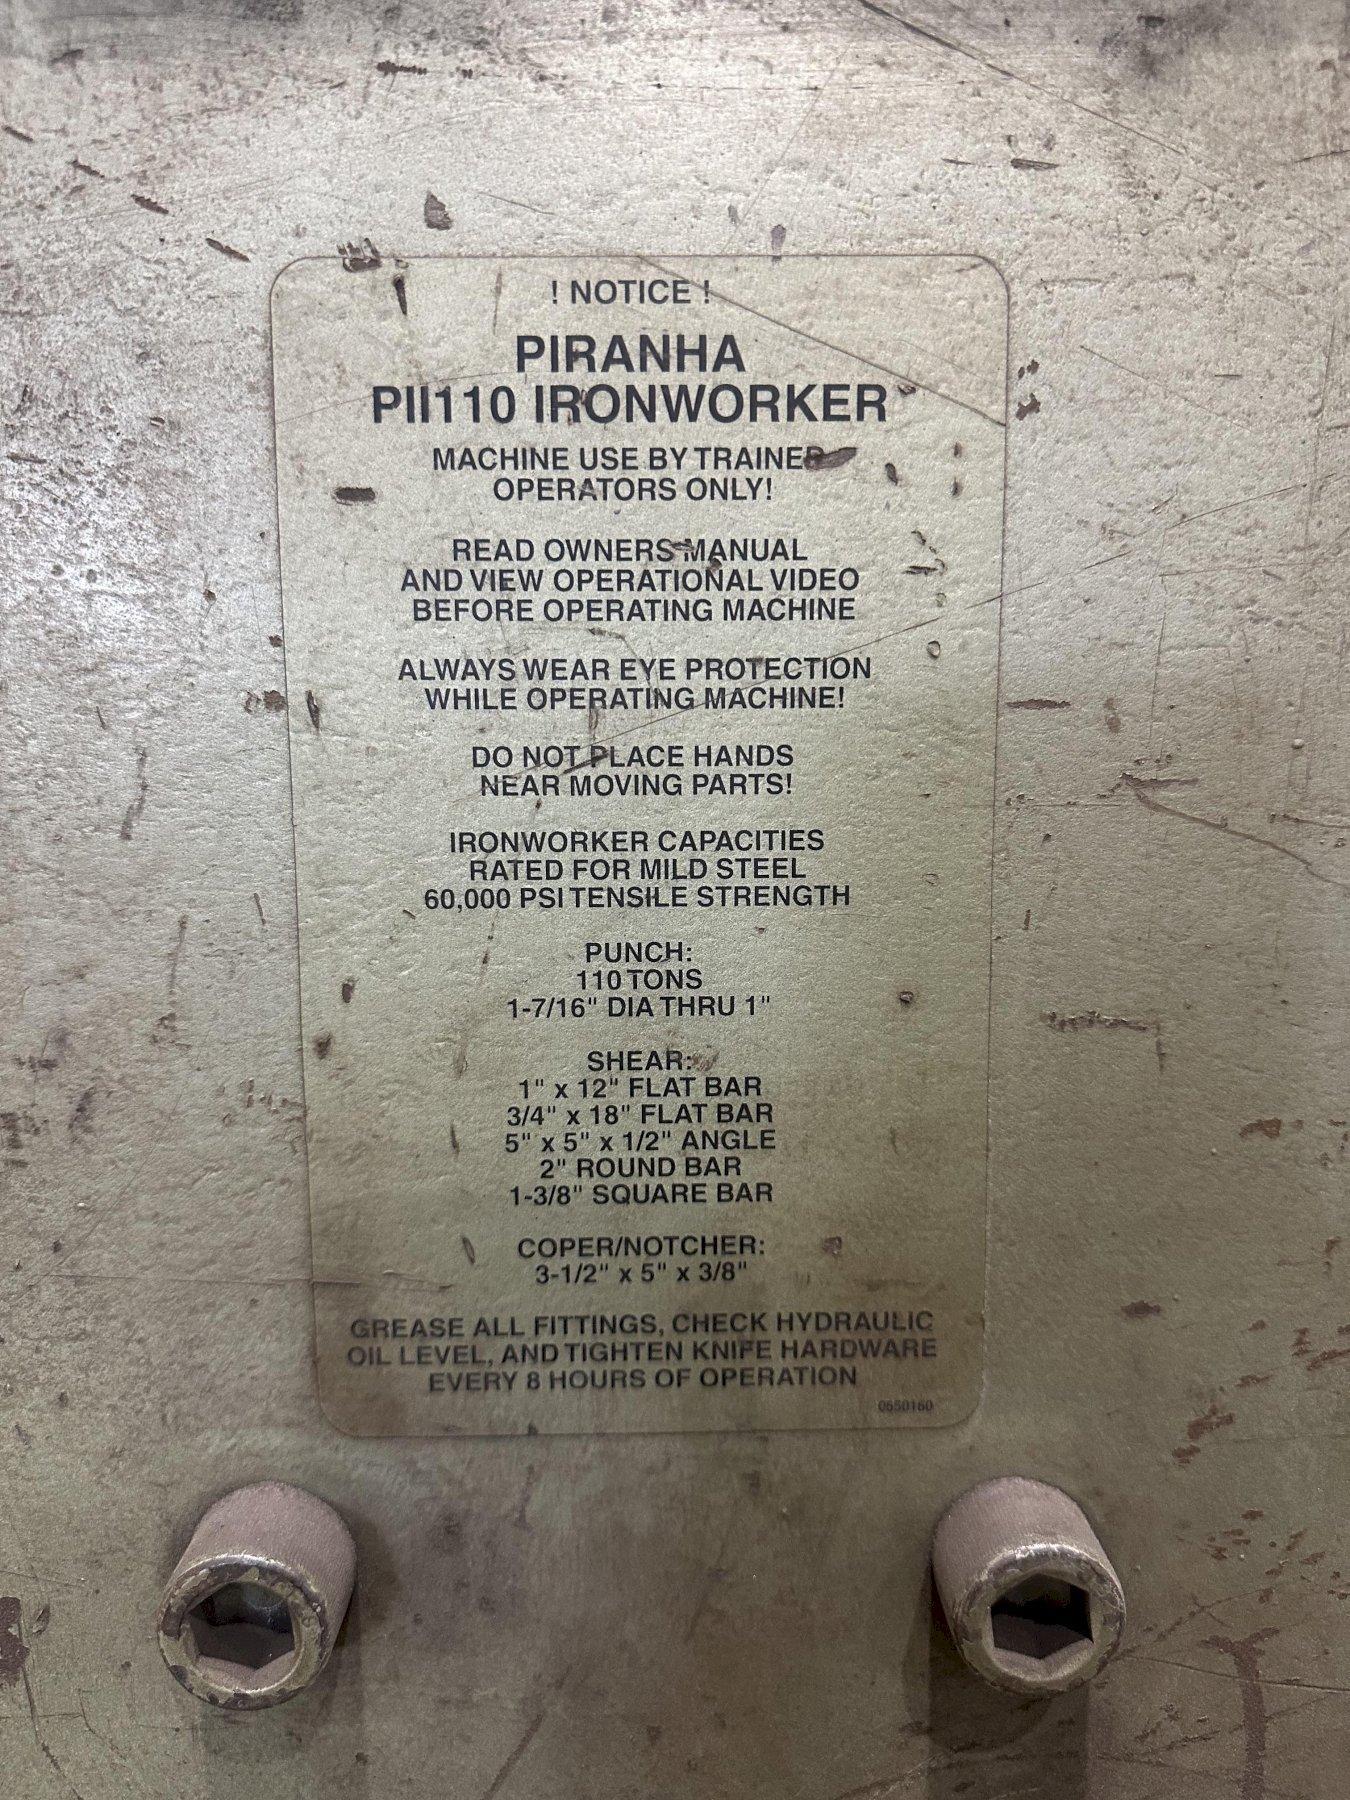 ! NOTICE !
PIRANHA
PII110 IRONWORKER
MACHINE USE BY TRAINED
OPERATORS ONLY!
READ OWNERS MANUAL
AND VIEW OPERATIONAL VIDEO
BEFORE OPERATING MACHINE
ALWAYS WEAR EYE PROTECTION
WHILE OPERATING MACHINE!
DO NOT PLACE HANDS
NEAR MOVING PARTS!
IRONWORKER CAPACITIES
RATED FOR MILD STEEL
60,000 PSI TENSILE STRENGTH
PUNCH:
110 TONS
1-7/16" DIA THRU 1"
SHEAR:
1" x 12" FLAT BAR
3/4" x 18" FLAT BAR
5" x 5" x 1/2" ANGLE
2" ROUND BAR
1-3/8" SQUARE BAR
COPER/NOTCHER:
3-1/2" x 5" x 3/8"
GREASE ALL FITTINGS, CHECK HYDRAULIC
OIL LEVEL, AND TIGHTEN KNIFE HARDWARE
EVERY 8 HOURS OF OPERATION